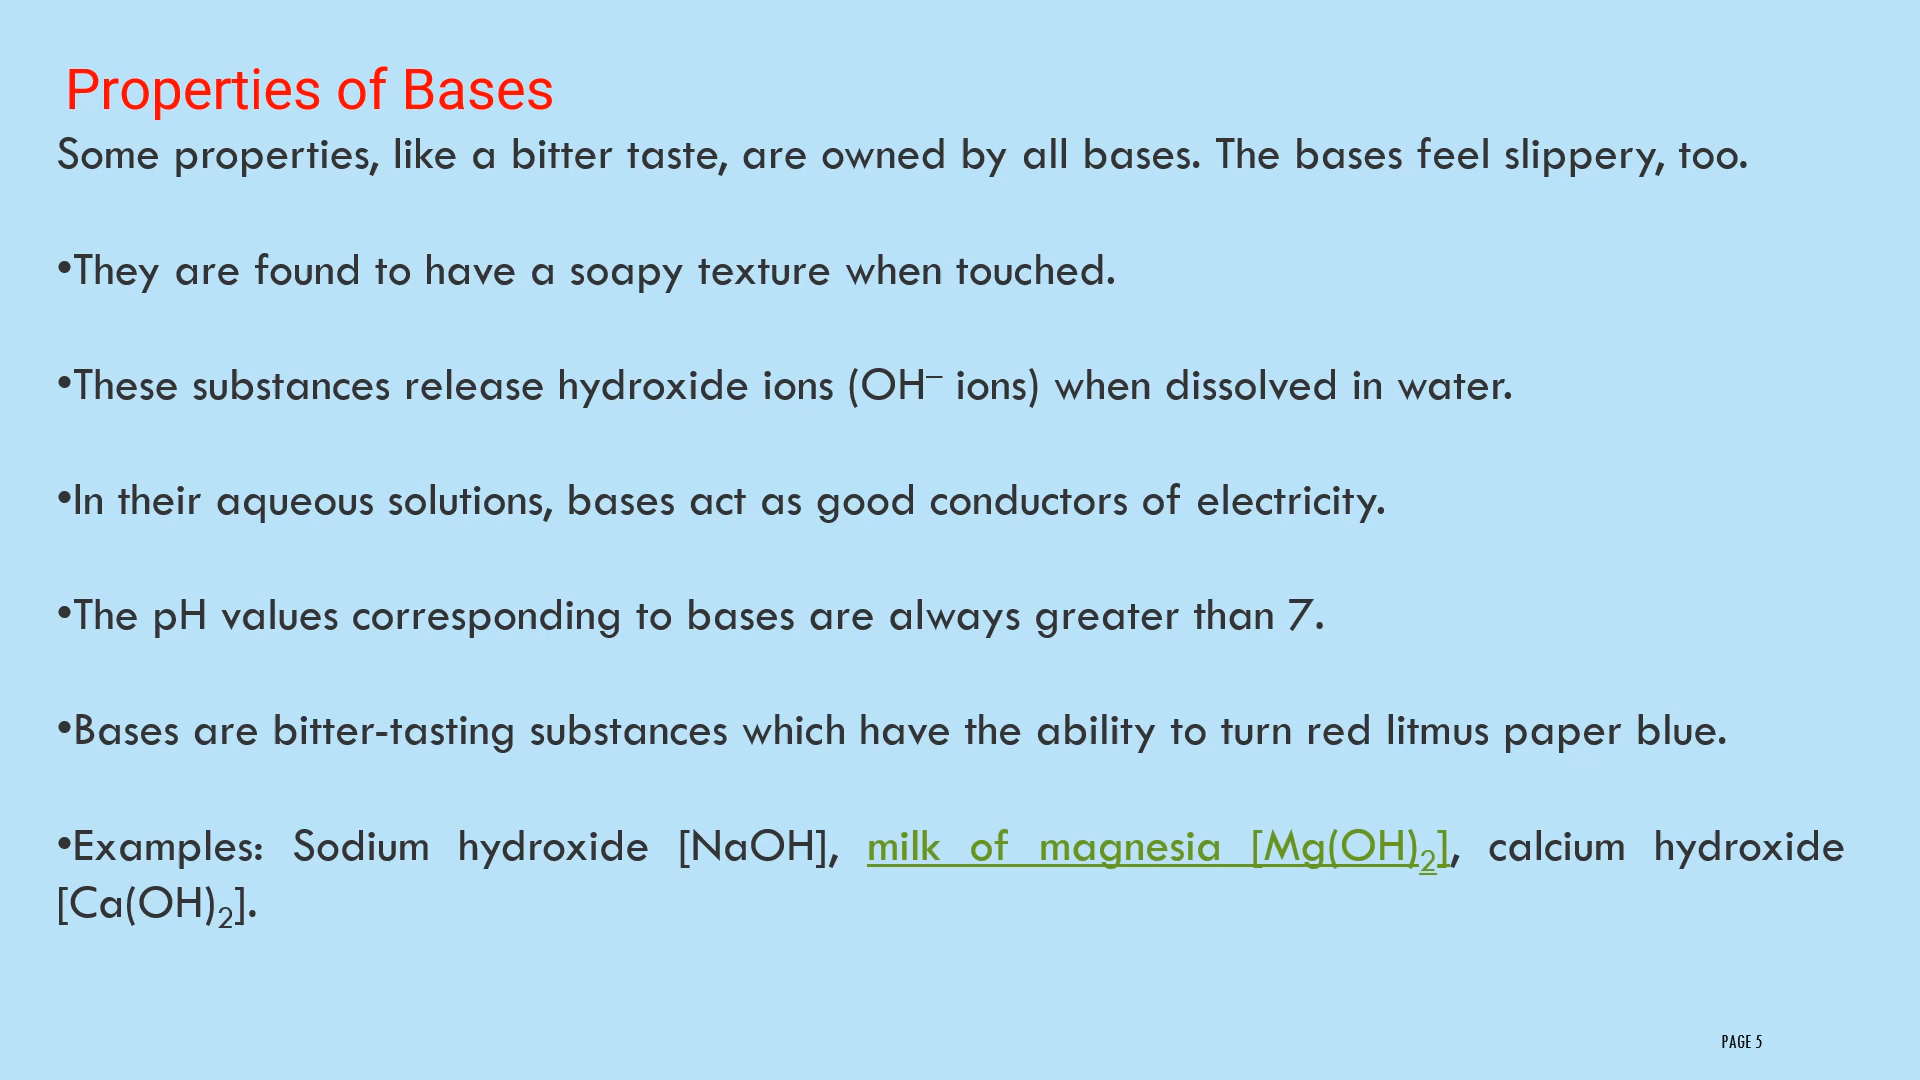 Properties of Bases
Some properties, like a bitter taste, are owned by all bases. The bases feel slippery, too.
•They are found to have a soapy texture when touched.
•These substances release hydroxide ions (OH⁻ ions) when dissolved in water.
•In their aqueous solutions, bases act as good conductors of electricity.
•The pH values corresponding to bases are always greater than 7.
•Bases are bitter-tasting substances which have the ability to turn red litmus paper blue.
•Examples: Sodium hydroxide [NaOH], milk of magnesia [Mg(OH)₂], calcium hydroxide
[Ca(OH)₂].
PAGE 5